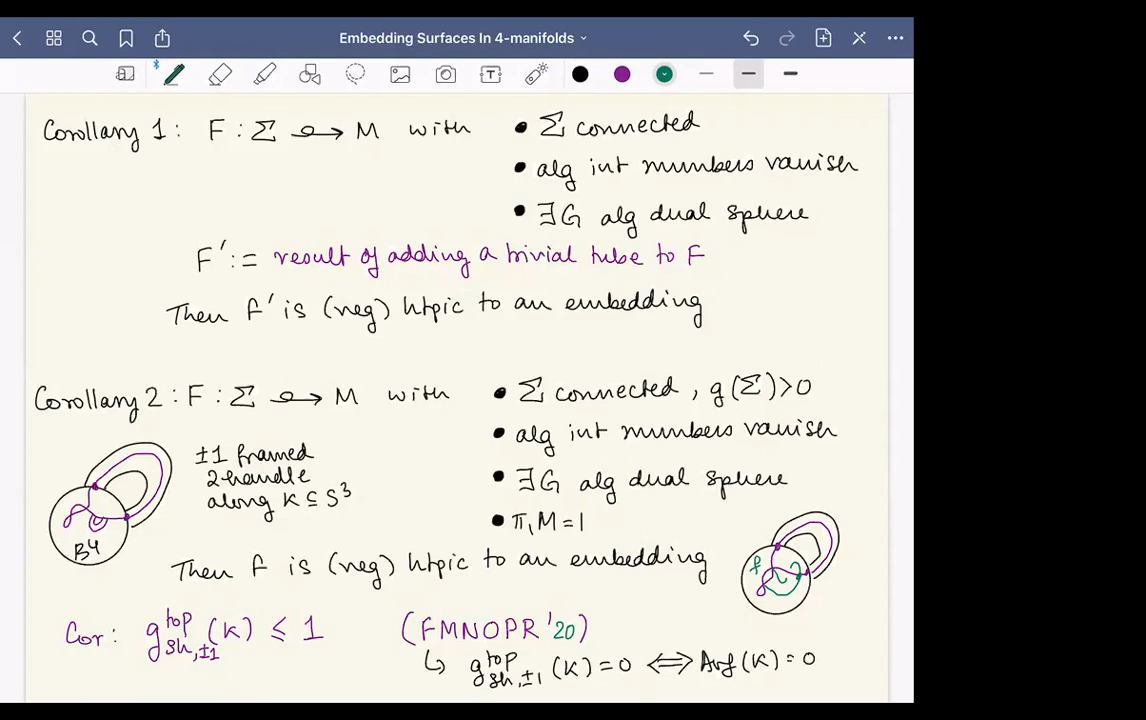 Embedding Surfaces In 4-manifolds
Corollary 1: F : Σ ↬ M with
• Σ connected
• alg int numbers vanish
• ∃G alg dual sphere
F' := result of adding a trivial tube to F
Then f' is (reg) htpic to an embedding
Corollary 2 : F : Σ ↬ M with
• Σ connected, g(Σ)>0
• alg int numbers vanish
• ∃G alg dual sphere
• π₁M = 1
±1 framed
2-handle
along K ⊆ S³
B4
Then f is (reg) htpic to an embedding
f
Cor: g^top_sh,±1 (K) ≤ 1 (FMNOPR '20)
↳ g^top_sh,±1 (K) = 0 ⟺ Arf(K) = 0